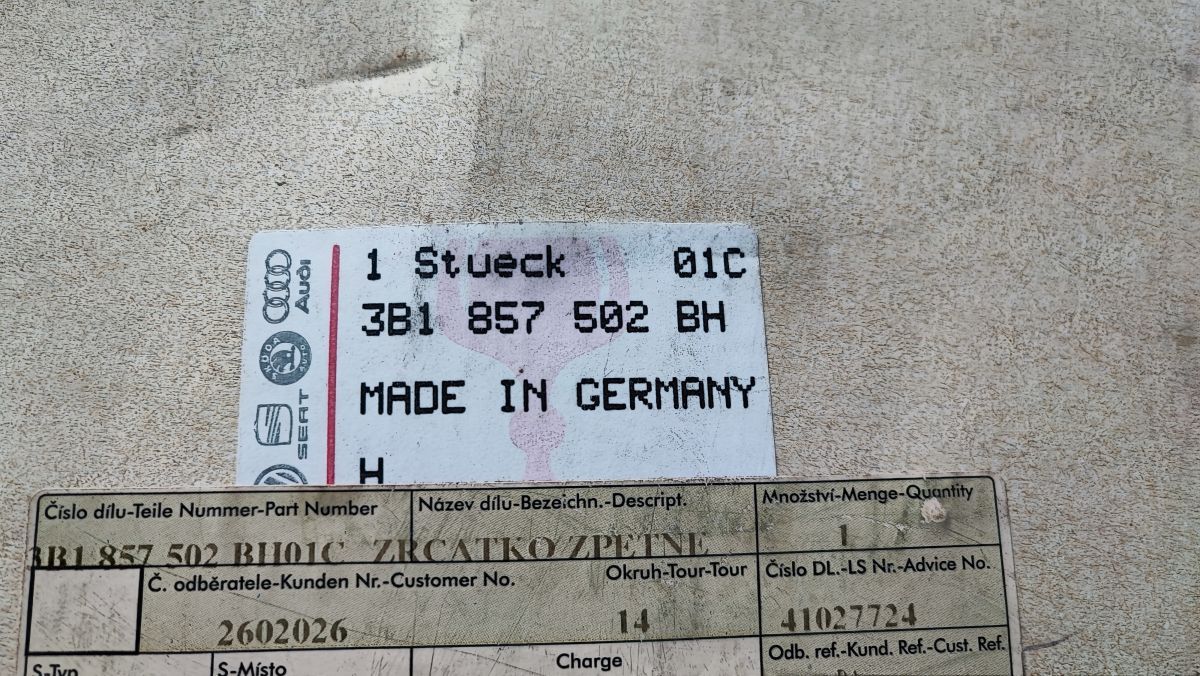 1 Stueck 01C
3B1 857 502 BH
MADE IN GERMANY
H
Audi
SKODA AUTO
SEAT
Číslo dílu-Teile Nummer-Part Number
Název dílu-Bezeichn.-Descript.
Množství-Menge-Quantity
3B1 857 502 BH01C ZRCATKO ZPETNE
1
Č. odběratele-Kunden Nr.-Customer No.
Okruh-Tour-Tour
Číslo DL.-LS Nr.-Advice No.
2602026
14
41027724
S-Typ
S-Místo
Charge
Odb. ref.-Kund. Ref.-Cust. Ref.